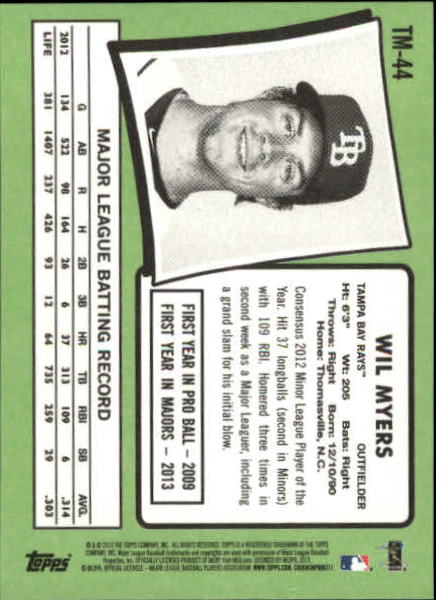 TM-44
TB
WIL MYERS
TAMPA BAY RAYS™ OUTFIELDER
Ht: 6'3" Wt: 205 Bats: Right
Throws: Right Born: 12/10/90
Home: Thomasville, N.C.
Consensus 2012 Minor League Player of the
Year. Hit 37 longballs (second in Minors)
with 109 RBI. Homered three times in
second week as a Major Leaguer, including
a grand slam for his initial blow.
FIRST YEAR IN PRO BALL – 2009
FIRST YEAR IN MAJORS – 2013
MAJOR LEAGUE BATTING RECORD
G AB R H 2B 3B HR TB RBI SB AVG.
2012 134 522 98 164 26 6 37 313 109 6 .314
LIFE 381 1407 237 426 93 12 64 735 259 29 .303
Topps